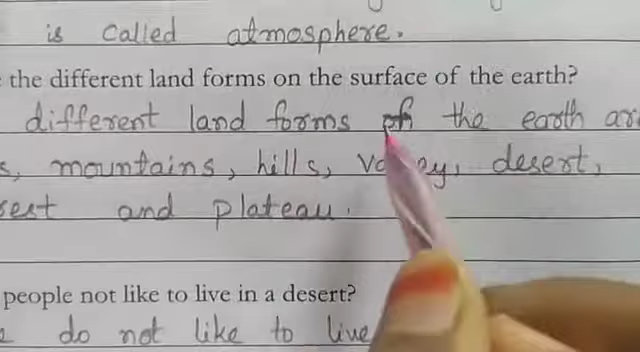 is called atmosphere.
the different land forms on the surface of the earth?
different land forms of the earth are
mountains, hills, desert,
and plateau.
people not like to live in a desert?
do not like to live